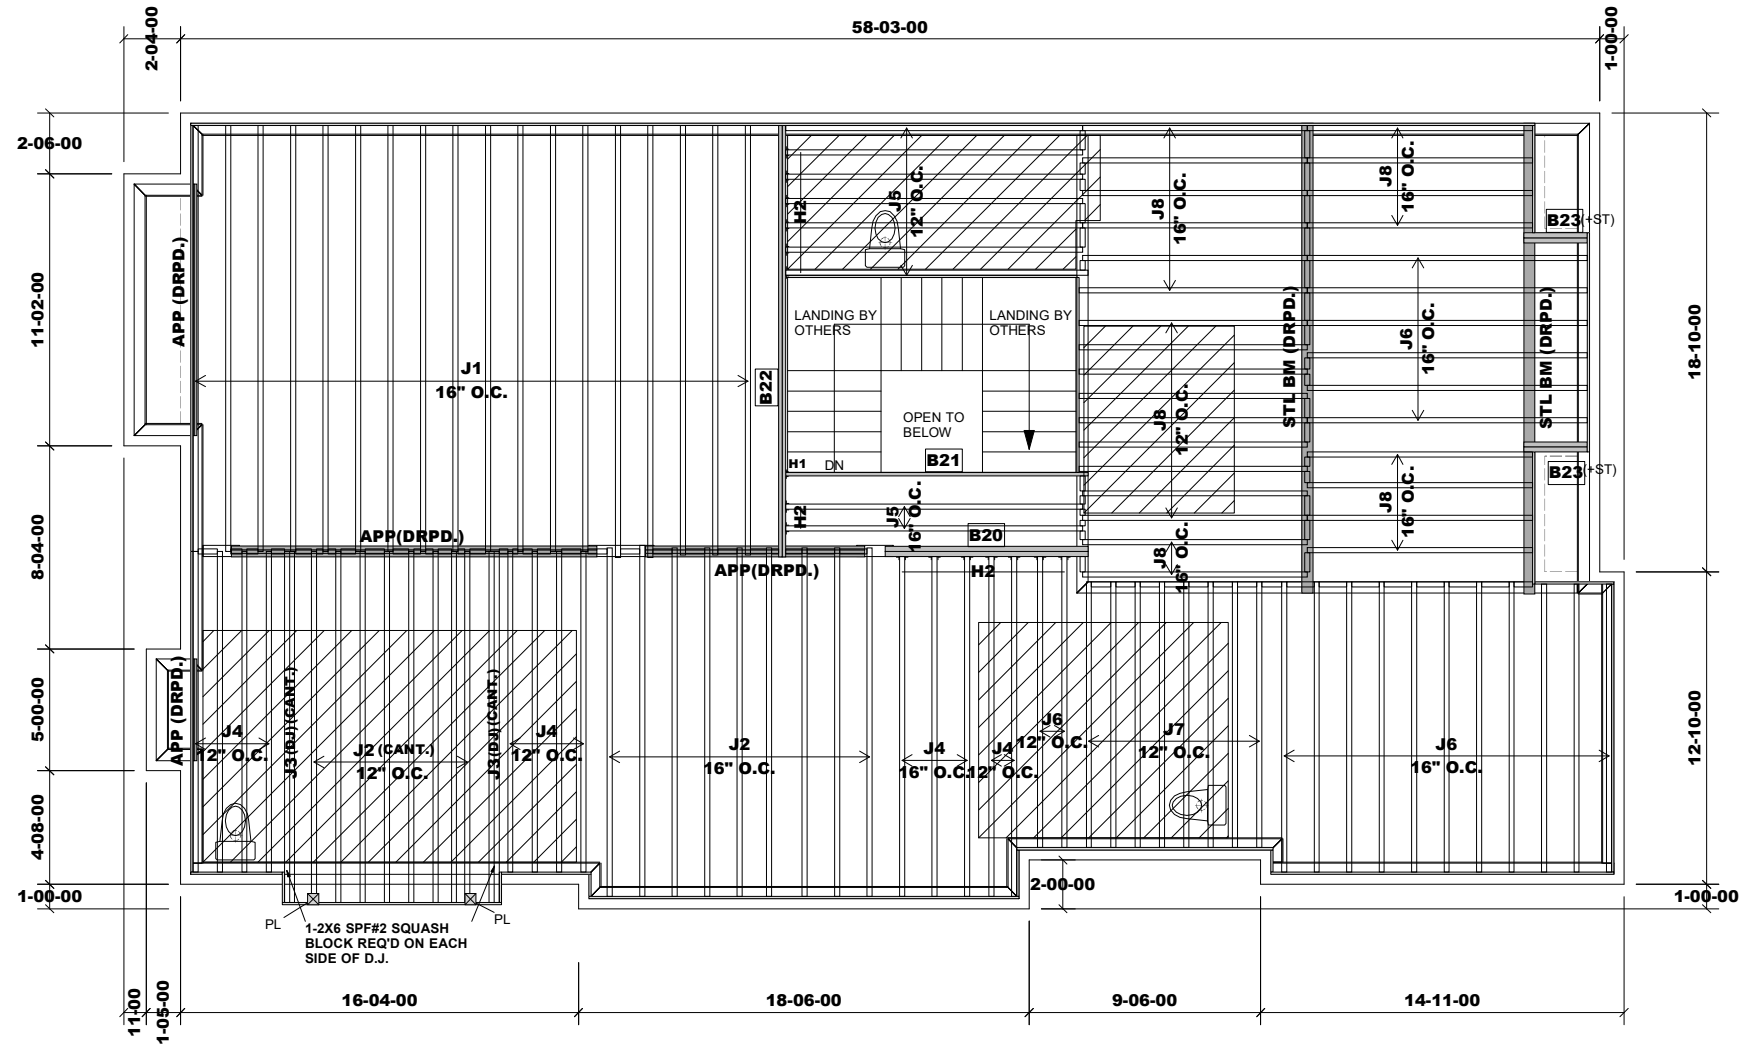 2-04-00
58-03-00
1-00-00
2-06-00
11-02-00
8-04-00
5-00-00
4-08-00
1-00-00
APP (DRPD.)
J1
16" O.C.
B22
H2
J5
12" O.C.
J8
16" O.C.
J8
16" O.C.
B23(+ST)
LANDING BY
OTHERS
LANDING BY
OTHERS
STL BM (DRPD.)
J6
16" O.C.
STL BM (DRPD.)
18-10-00
OPEN TO
BELOW
J8
12" O.C.
H1
DN
B21
B23(+ST)
H2
J5
16" O.C.
B20
J8
16" O.C.
J8
16" O.C.
APP(DRPD.)
APP(DRPD.)
H2
APP (DRPD.)
J4
12" O.C.
J3(DJ)(CANT.)
J2 (CANT.)
12" O.C.
J3(DJ)(CANT.)
J4
12" O.C.
J2
16" O.C.
J4
16" O.C.
J4
12" O.C.
J6
12" O.C.
J7
12" O.C.
J6
16" O.C.
12-10-00
2-00-00
1-00-00
PL
PL
1-2X6 SPF#2 SQUASH
BLOCK REQ'D ON EACH
SIDE OF D.J.
11-00
1-05-00
16-04-00
18-06-00
9-06-00
14-11-00